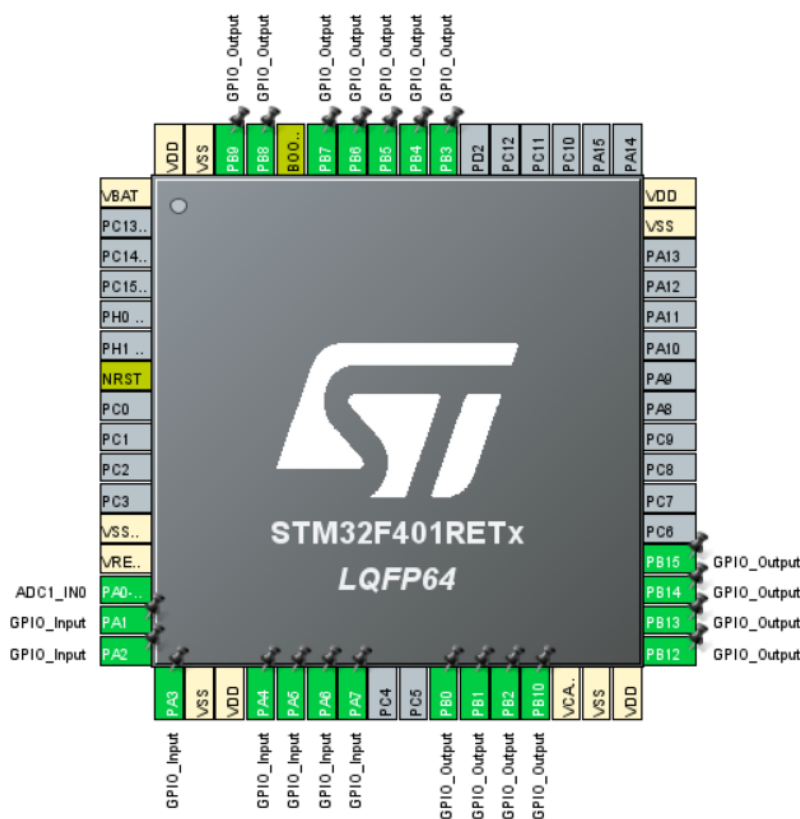 GPIO_Output
GPIO_Output
GPIO_Output
GPIO_Output
GPIO_Output
GPIO_Output
GPIO_Output
VDD
VSS
PB9
PB8
BOO..
PB7
PB6
PB5
PB4
PB3
PD2
PC12
PC11
PC10
PA15
PA14
VBAT
PC13..
PC14..
PC15..
PH0 ..
PH1 ..
NRST
PC0
PC1
PC2
PC3
VSS..
VRE..
ADC1_IN0 PA0-..
GPIO_Input PA1
GPIO_Input PA2
ST
STM32F401RETx
LQFP64
VDD
VSS
PA13
PA12
PA11
PA10
PA9
PA8
PC9
PC8
PC7
PC6
PB15 GPIO_Output
PB14 GPIO_Output
PB13 GPIO_Output
PB12 GPIO_Output
PA3
VSS
VDD
PA4
PA5
PA6
PA7
PC4
PC5
PB0
PB1
PB2
PB10
VCA..
VSS
VDD
GPIO_Input
GPIO_Input
GPIO_Input
GPIO_Input
GPIO_Input
GPIO_Output
GPIO_Output
GPIO_Output
GPIO_Output